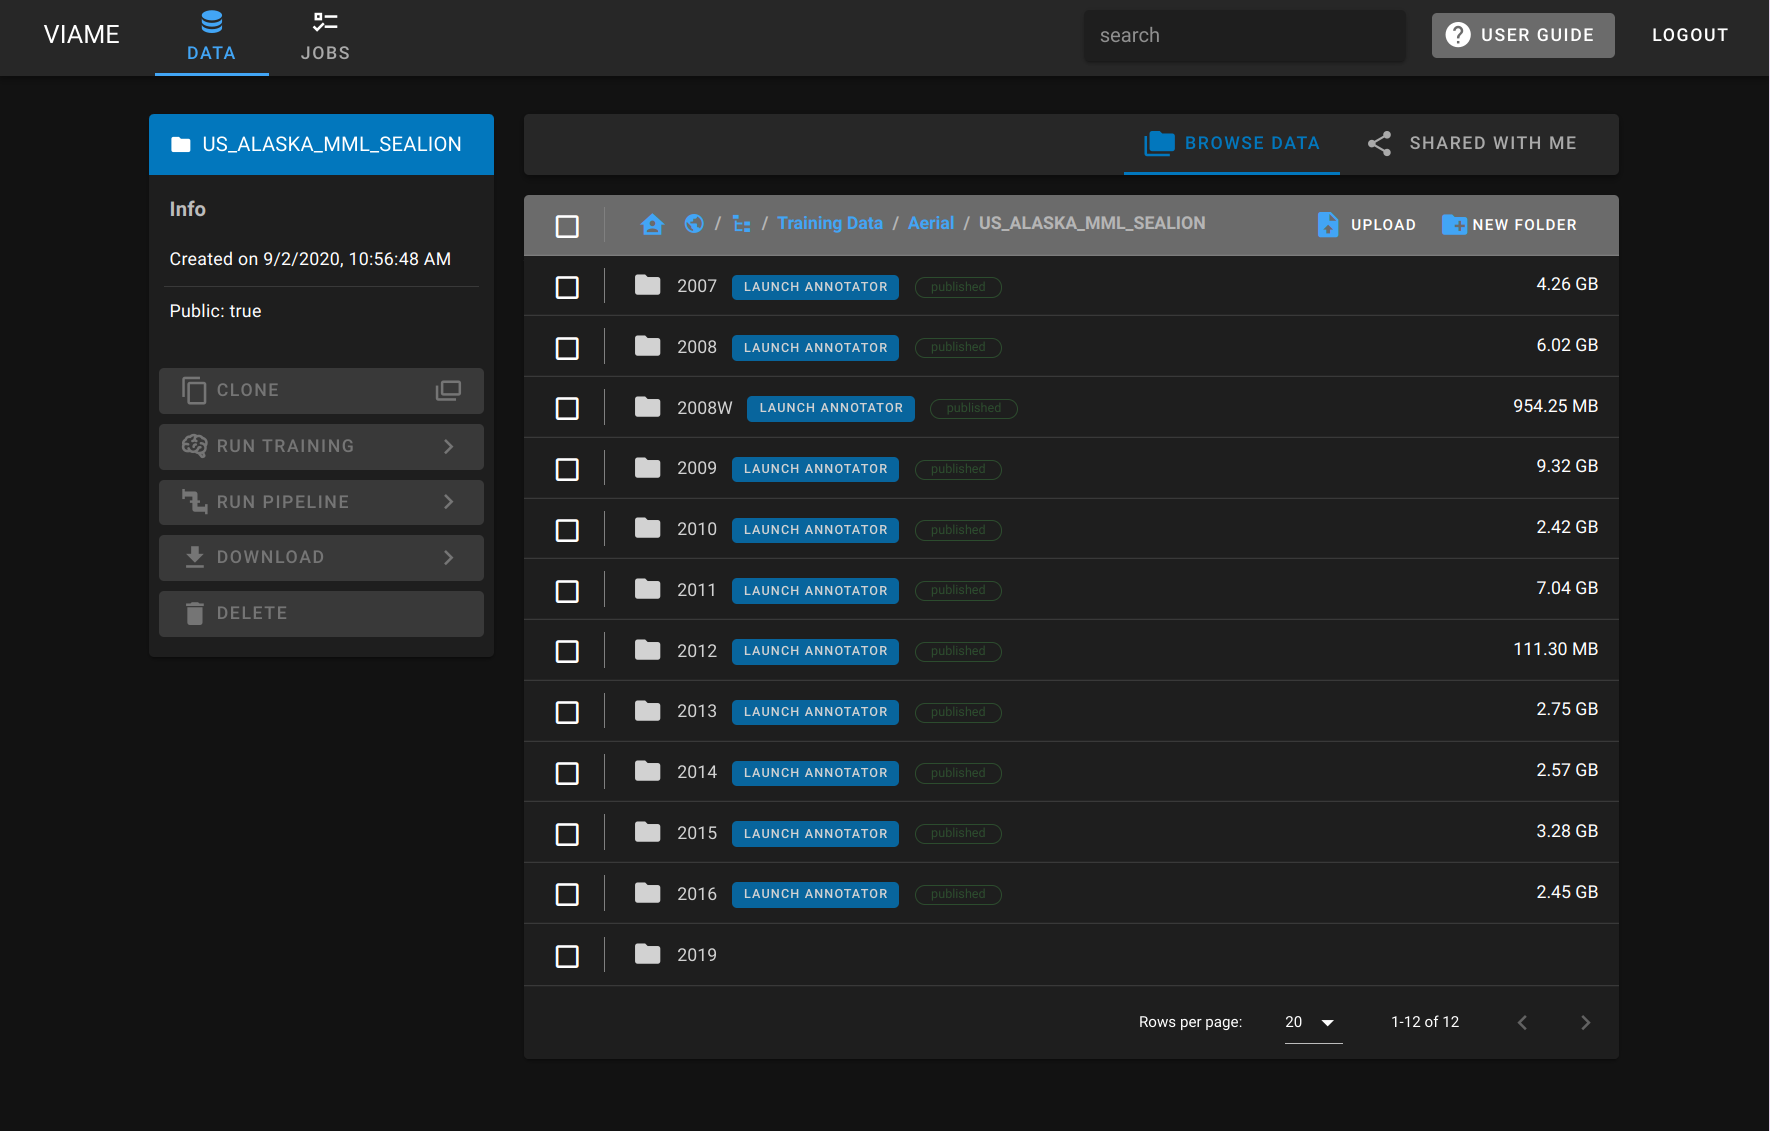 VIAME
DATA
JOBS
search
USER GUIDE
LOGOUT
US_ALASKA_MML_SEALION
Info
Created on 9/2/2020, 10:56:48 AM
Public: true
CLONE
RUN TRAINING
RUN PIPELINE
DOWNLOAD
DELETE
BROWSE DATA
SHARED WITH ME
/ / Training Data / Aerial / US_ALASKA_MML_SEALION
UPLOAD
NEW FOLDER
2007 LAUNCH ANNOTATOR published 4.26 GB
2008 LAUNCH ANNOTATOR published 6.02 GB
2008W LAUNCH ANNOTATOR published 954.25 MB
2009 LAUNCH ANNOTATOR published 9.32 GB
2010 LAUNCH ANNOTATOR published 2.42 GB
2011 LAUNCH ANNOTATOR published 7.04 GB
2012 LAUNCH ANNOTATOR published 111.30 MB
2013 LAUNCH ANNOTATOR published 2.75 GB
2014 LAUNCH ANNOTATOR published 2.57 GB
2015 LAUNCH ANNOTATOR published 3.28 GB
2016 LAUNCH ANNOTATOR published 2.45 GB
2019
Rows per page: 20 1-12 of 12